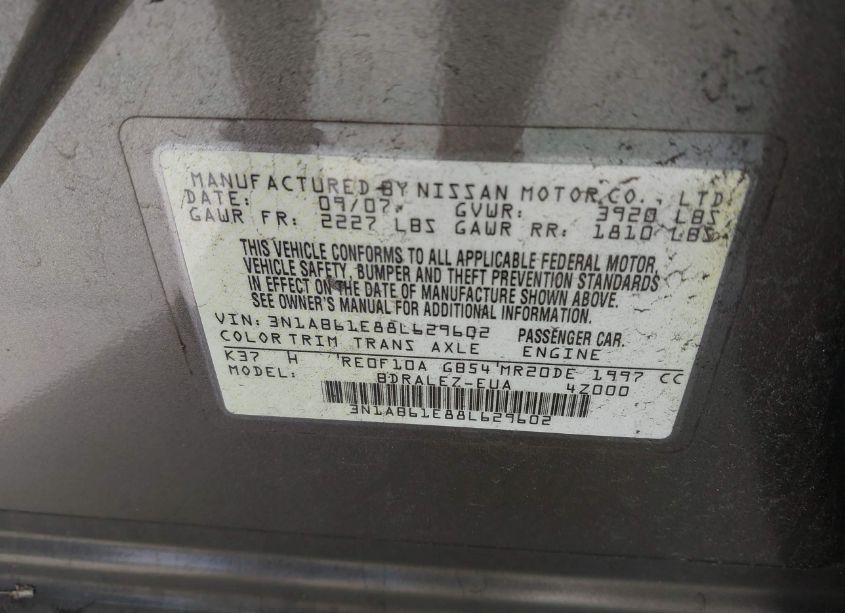 MANUFACTURED BY NISSAN MOTOR CO., LTD
DATE: 09/07 GVWR: 3920 LBS
GAWR FR: 2227 LBS GAWR RR: 1810 LBS
THIS VEHICLE CONFORMS TO ALL APPLICABLE FEDERAL MOTOR
VEHICLE SAFETY, BUMPER AND THEFT PREVENTION STANDARDS
IN EFFECT ON THE DATE OF MANUFACTURE SHOWN ABOVE.
SEE OWNER'S MANUAL FOR ADDITIONAL INFORMATION.
VIN: 3N1AB61E88L629602 PASSENGER CAR.
COLOR TRIM TRANS AXLE ENGINE
K37 H RE0F10A GB54 MR20DE 1997 CC
MODEL: BDRALEZ-EUA 4Z000
3N1AB61E88L629602